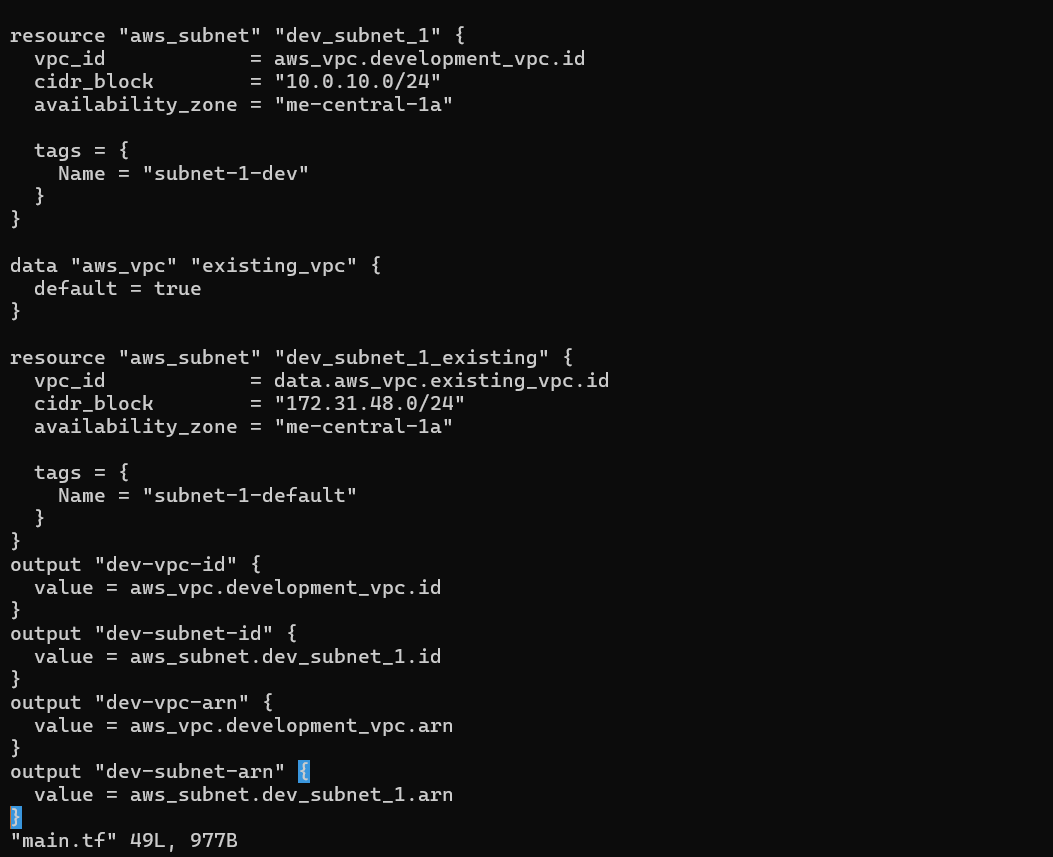 resource "aws_subnet" "dev_subnet_1" {
  vpc_id            = aws_vpc.development_vpc.id
  cidr_block        = "10.0.10.0/24"
  availability_zone = "me-central-1a"

  tags = {
    Name = "subnet-1-dev"
  }
}

data "aws_vpc" "existing_vpc" {
  default = true
}

resource "aws_subnet" "dev_subnet_1_existing" {
  vpc_id            = data.aws_vpc.existing_vpc.id
  cidr_block        = "172.31.48.0/24"
  availability_zone = "me-central-1a"

  tags = {
    Name = "subnet-1-default"
  }
}
output "dev-vpc-id" {
  value = aws_vpc.development_vpc.id
}
output "dev-subnet-id" {
  value = aws_subnet.dev_subnet_1.id
}
output "dev-vpc-arn" {
  value = aws_vpc.development_vpc.arn
}
output "dev-subnet-arn" {
  value = aws_subnet.dev_subnet_1.arn
}
"main.tf" 49L, 977B